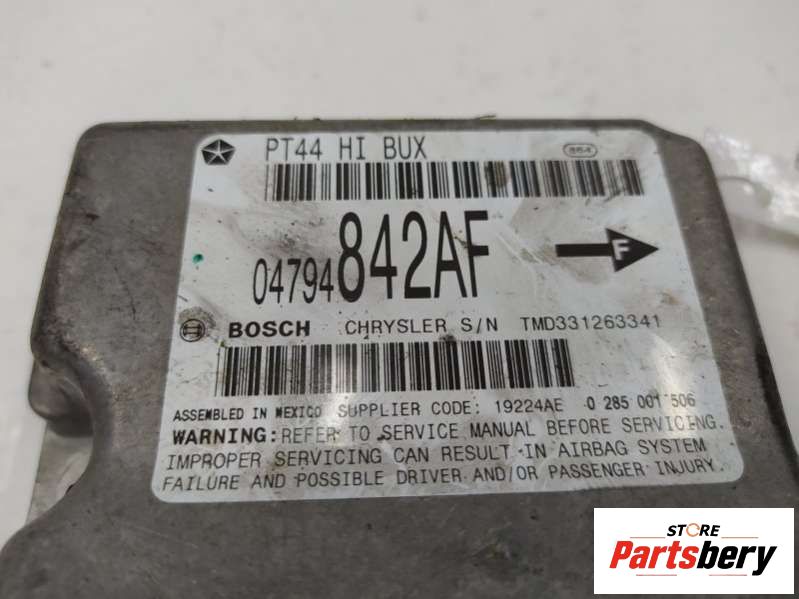 PT44 HI BUX
864
04794842AF
F
BOSCH CHRYSLER S/N TMD331263341
ASSEMBLED IN MEXICO SUPPLIER CODE: 19224AE 0 285 001 506
WARNING: REFER TO SERVICE MANUAL BEFORE SERVICING.
IMPROPER SERVICING CAN RESULT IN AIRBAG SYSTEM
FAILURE AND POSSIBLE DRIVER AND/OR PASSENGER INJURY.
STORE
Partsbery